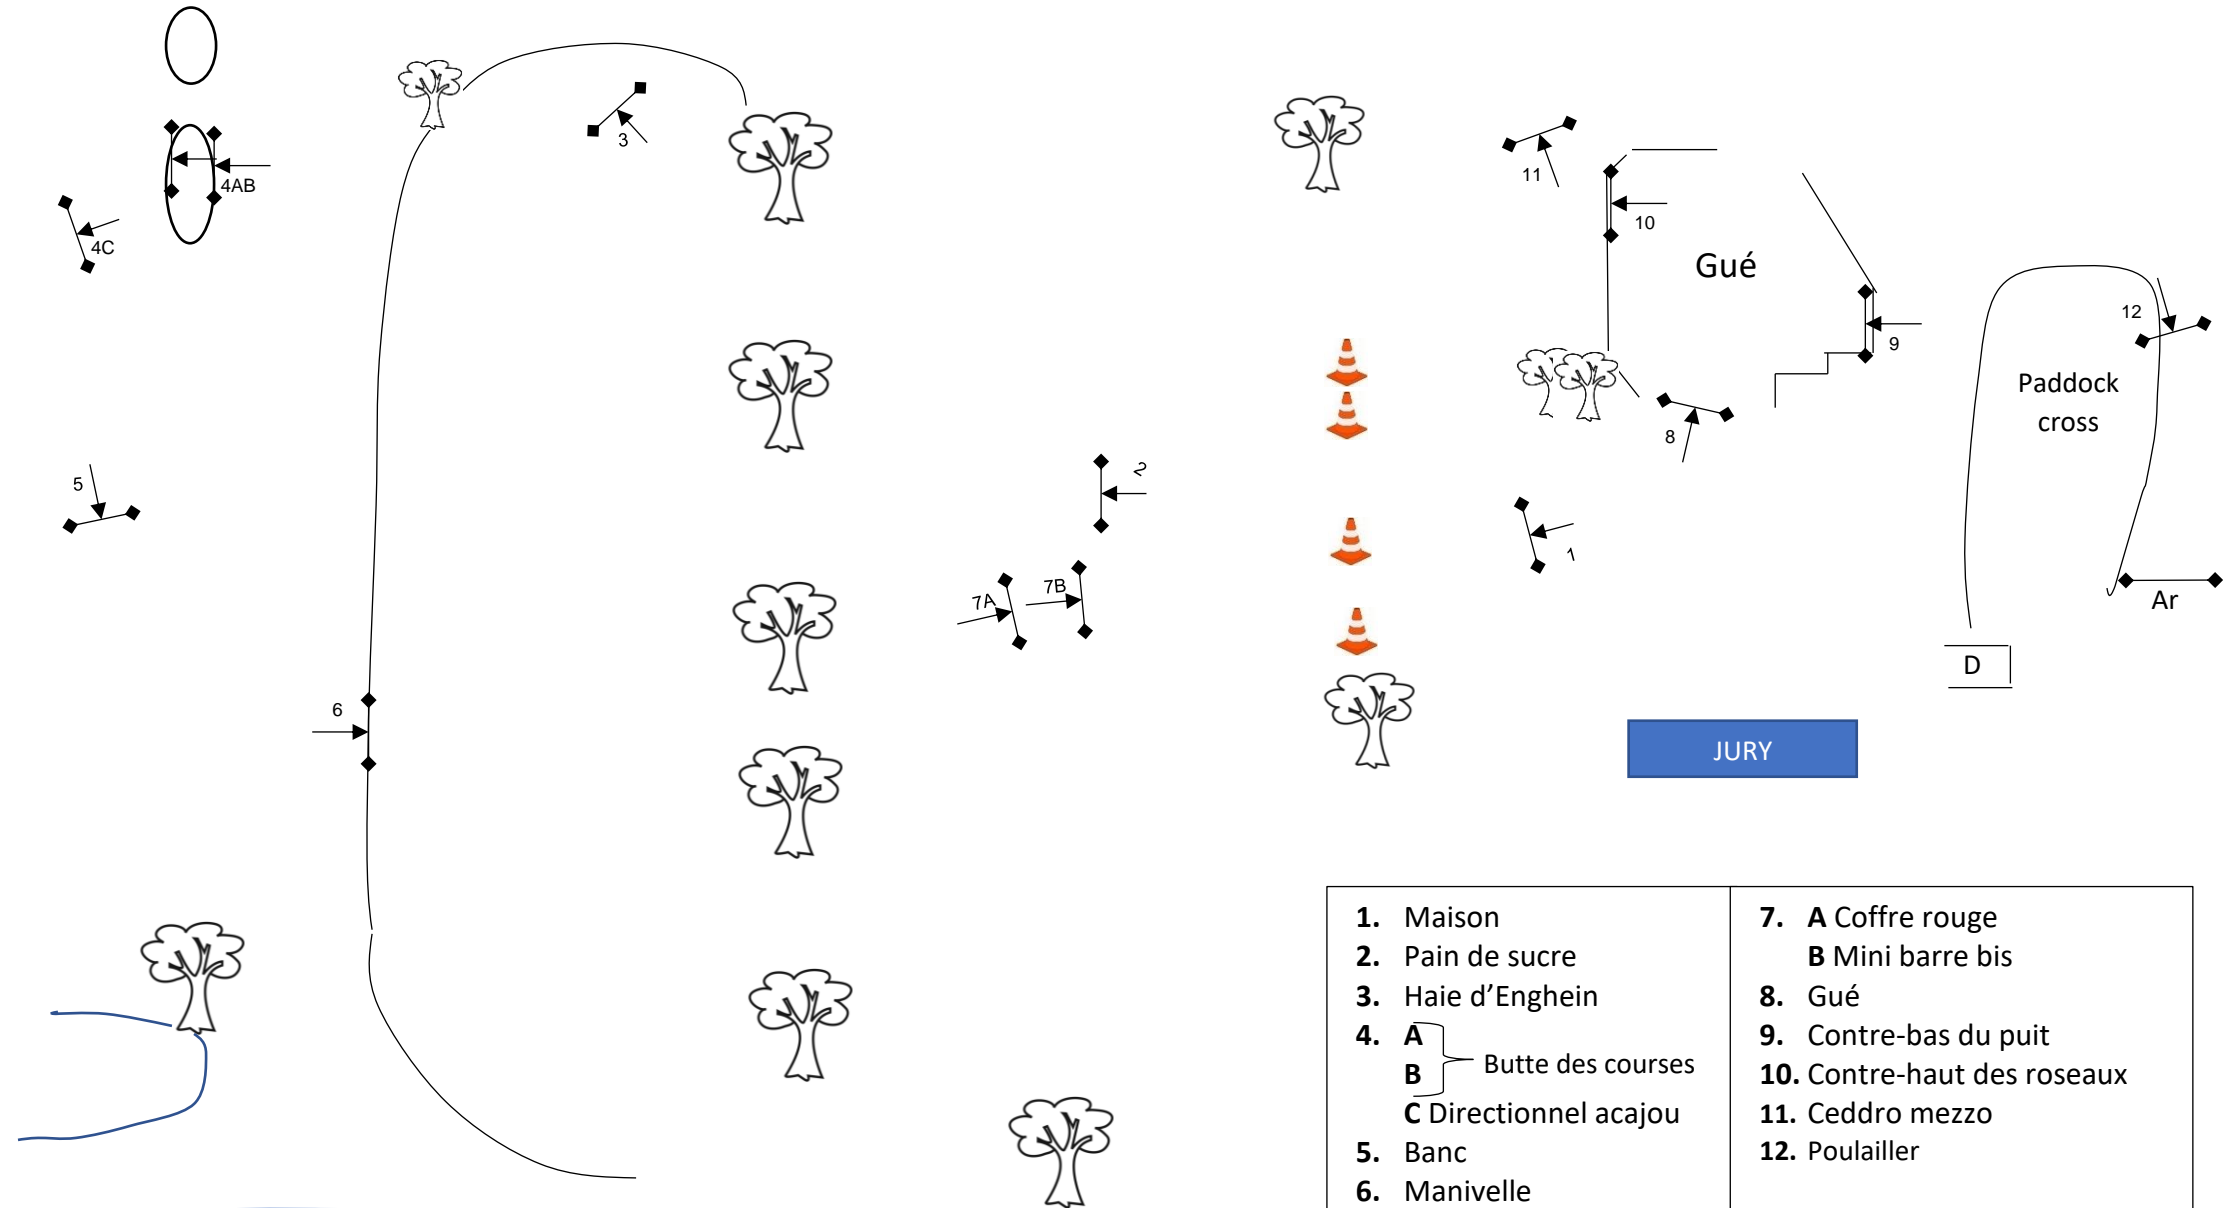 3
4AB
4C
5
6
2
7A
7B
11
10
Gué
9
8
1
12
Paddock
cross
Ar
D
JURY
1. Maison
2. Pain de sucre
3. Haie d’Enghein
4. A
B
Butte des courses
C Directionnel acajou
5. Banc
6. Manivelle
7. A Coffre rouge
B Mini barre bis
8. Gué
9. Contre-bas du puit
10. Contre-haut des roseaux
11. Ceddro mezzo
12. Poulailler